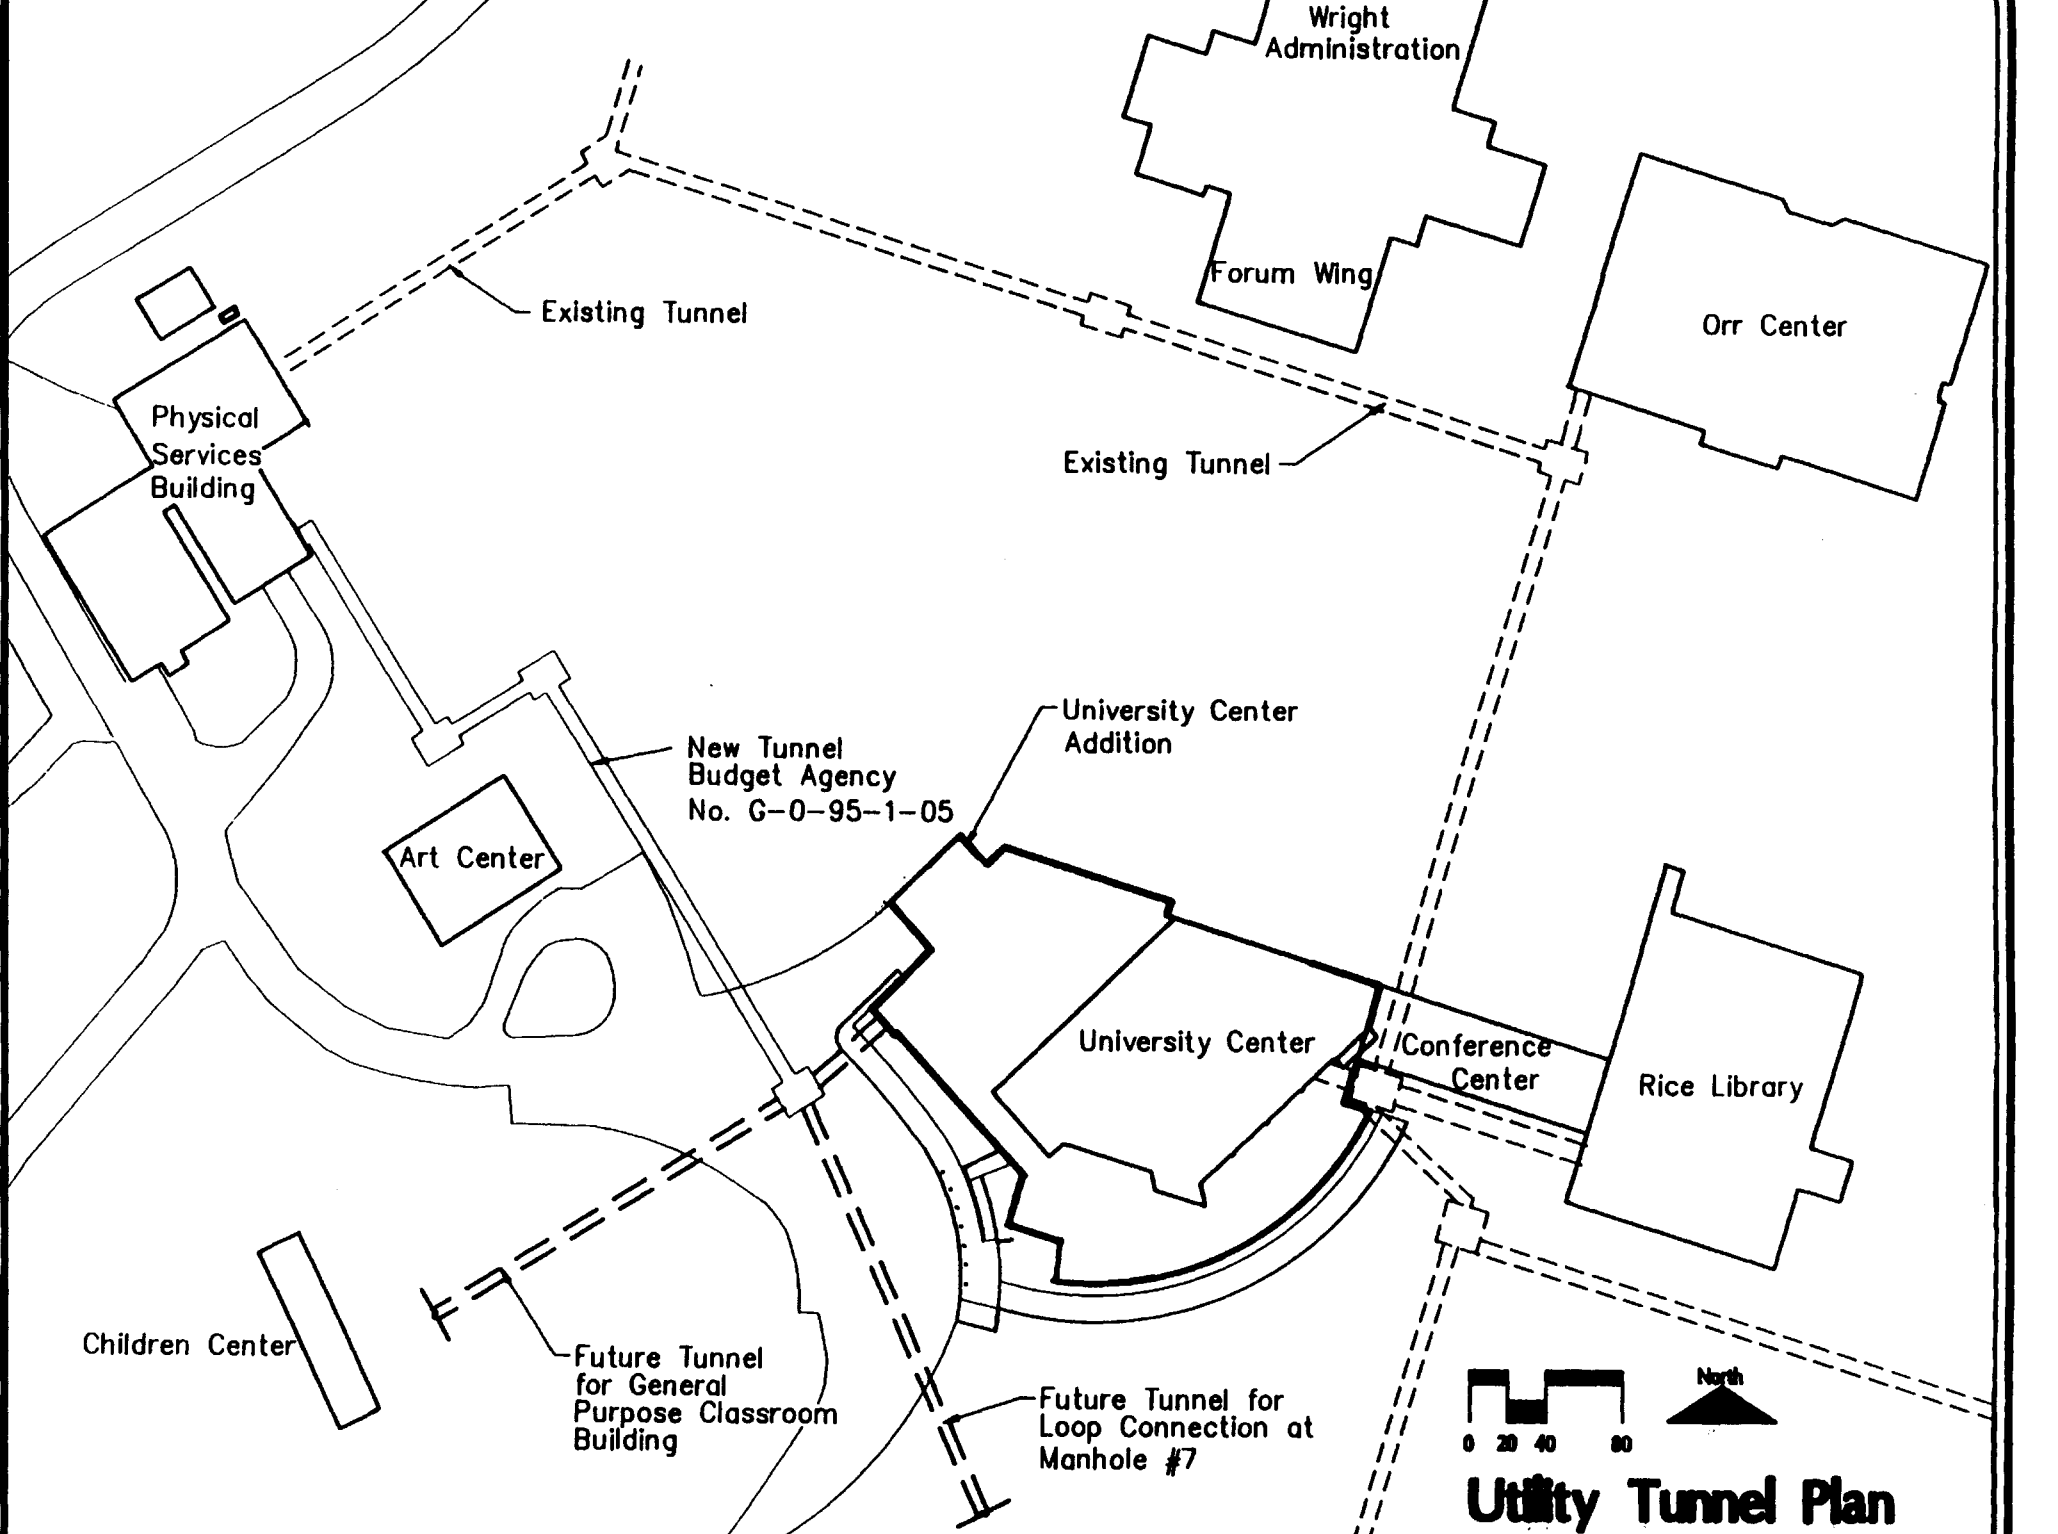 Wright
Administration
Forum Wing
Orr Center
Existing Tunnel
Existing Tunnel
Physical
Services
Building
University Center
Addition
New Tunnel
Budget Agency
No. G-0-95-1-05
Art Center
University Center
Conference
Center
Rice Library
Children Center
Future Tunnel
for General
Purpose Classroom
Building
Future Tunnel for
Loop Connection at
Manhole #7
North
0 20 40 80
Utility Tunnel Plan